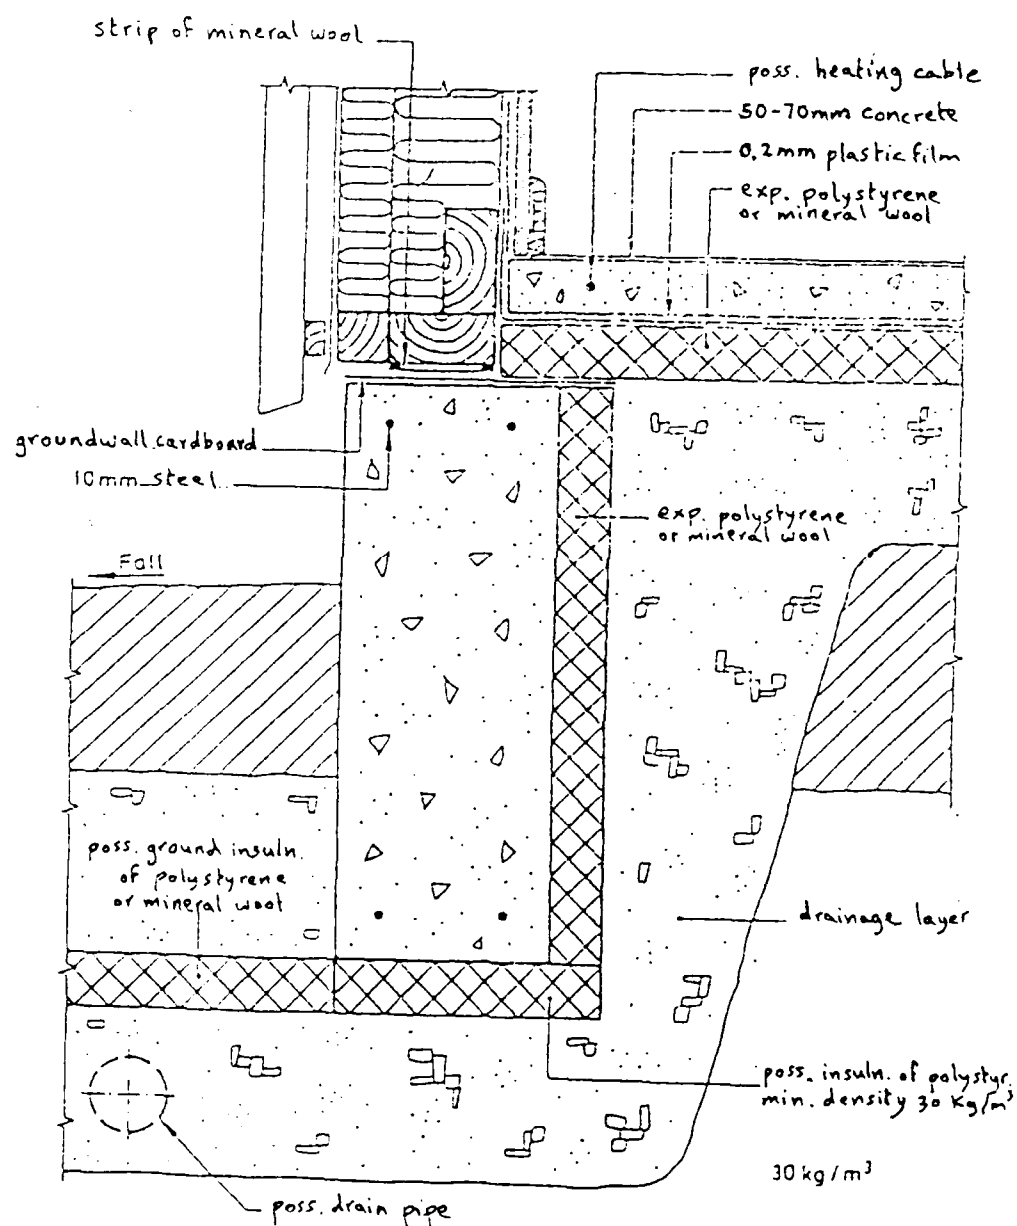 strip of mineral wool
poss. heating cable
50-70mm concrete
0,2mm plastic film
exp. polystyrene
or mineral wool
groundwall cardboard
10mm steel
exp. polystyrene
or mineral wool
Fall
poss. ground insuln.
of polystyrene
or mineral wool
drainage layer
poss. insuln. of polystyr.
min. density 30 kg/m³
30 kg/m³
poss. drain pipe